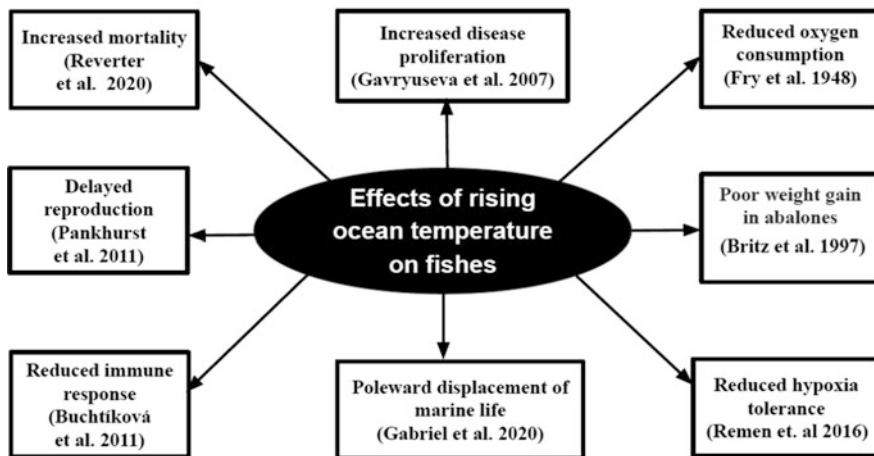 Increased mortality
(Reverter
et al. 2020)
Increased disease
proliferation
(Gavryuseva et al. 2007)
Reduced oxygen
consumption
(Fry et al. 1948)
Delayed
reproduction
(Pankhurst
et al. 2011)
Effects of rising
ocean temperature
on fishes
Poor weight gain
in abalones
(Britz et al. 1997)
Reduced immune
response
(Buchtíková
et al. 2011)
Poleward displacement of
marine life
(Gabriel et al. 2020)
Reduced hypoxia
tolerance
(Remen et. al 2016)